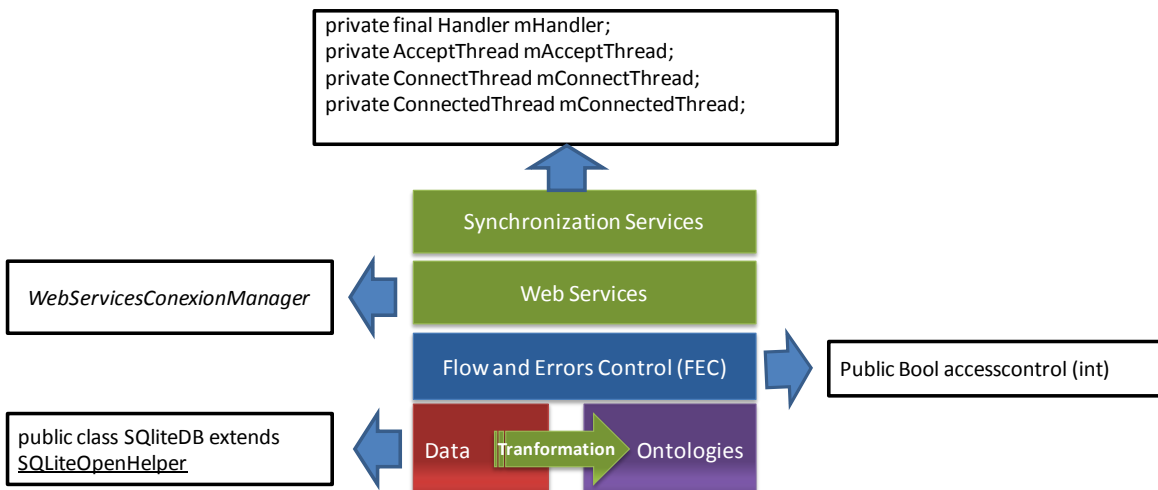 private final Handler mHandler;
private AcceptThread mAcceptThread;
private ConnectThread mConnectThread;
private ConnectedThread mConnectedThread;
Synchronization Services
WebServicesConexionManager
Web Services
Flow and Errors Control (FEC)
Public Bool accesscontrol (int)
public class SQliteDB extends
SQLiteOpenHelper
Data
Tranformation
Ontologies